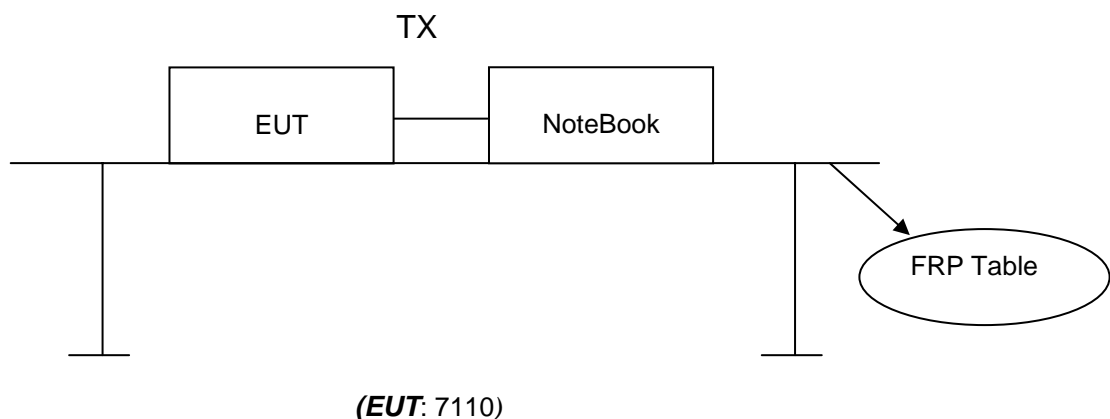 TX
EUT
NoteBook
FRP Table
(EUT: 7110)